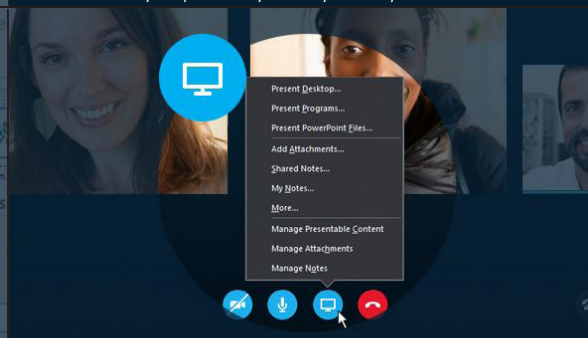 Present Desktop...
Present Programs...
Present PowerPoint Files...
Add Attachments...
Shared Notes...
My Notes...
More...
Manage Presentable Content
Manage Attachments
Manage Notes